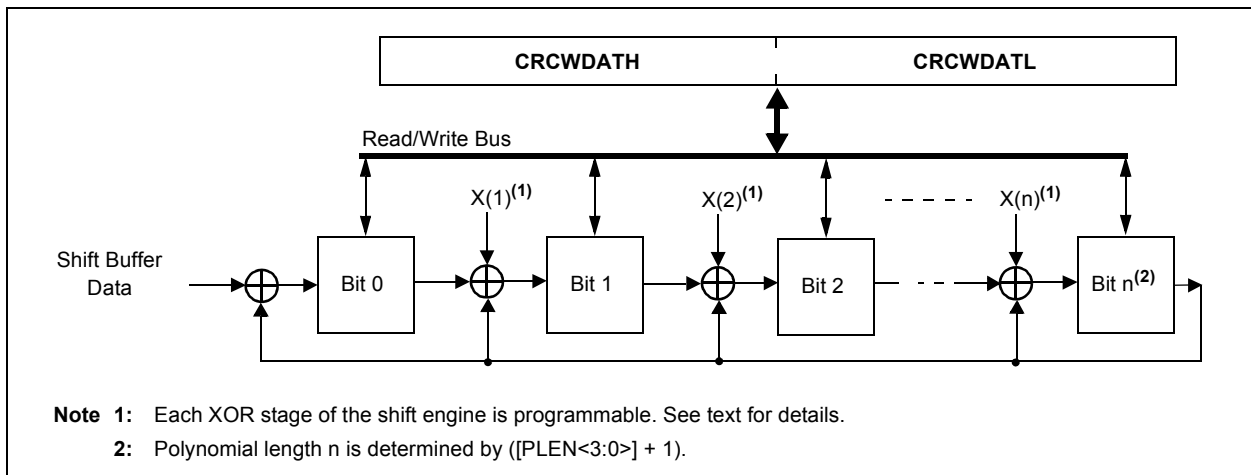 CRCWDATH CRCWDATL
Read/Write Bus
X(1)(1) X(2)(1) X(n)(1)
Shift Buffer
Data
Bit 0 Bit 1 Bit 2 Bit n(2)
Note 1: Each XOR stage of the shift engine is programmable. See text for details.
2: Polynomial length n is determined by ([PLEN<3:0>] + 1).